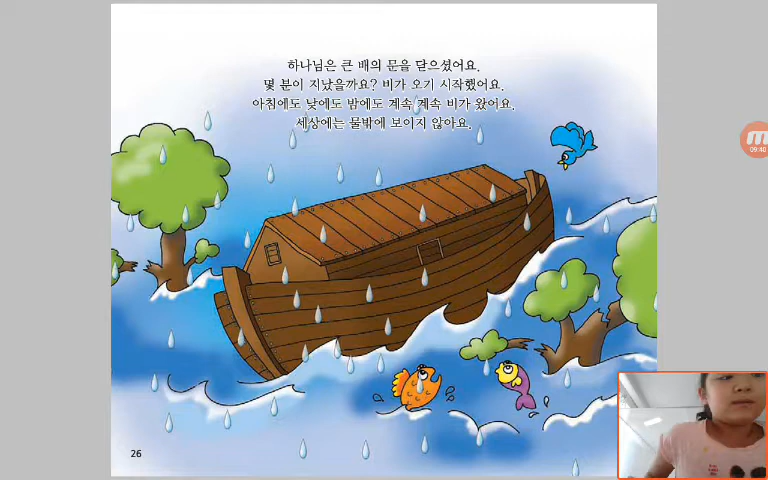 하나님은 큰 배의 문을 닫으셨어요.
몇 분이 지났을까요? 비가 오기 시작했어요.
아침에도 낮에도 밤에도 계속 계속 비가 왔어요.
세상에는 물밖에 보이지 않아요.
26
09:40